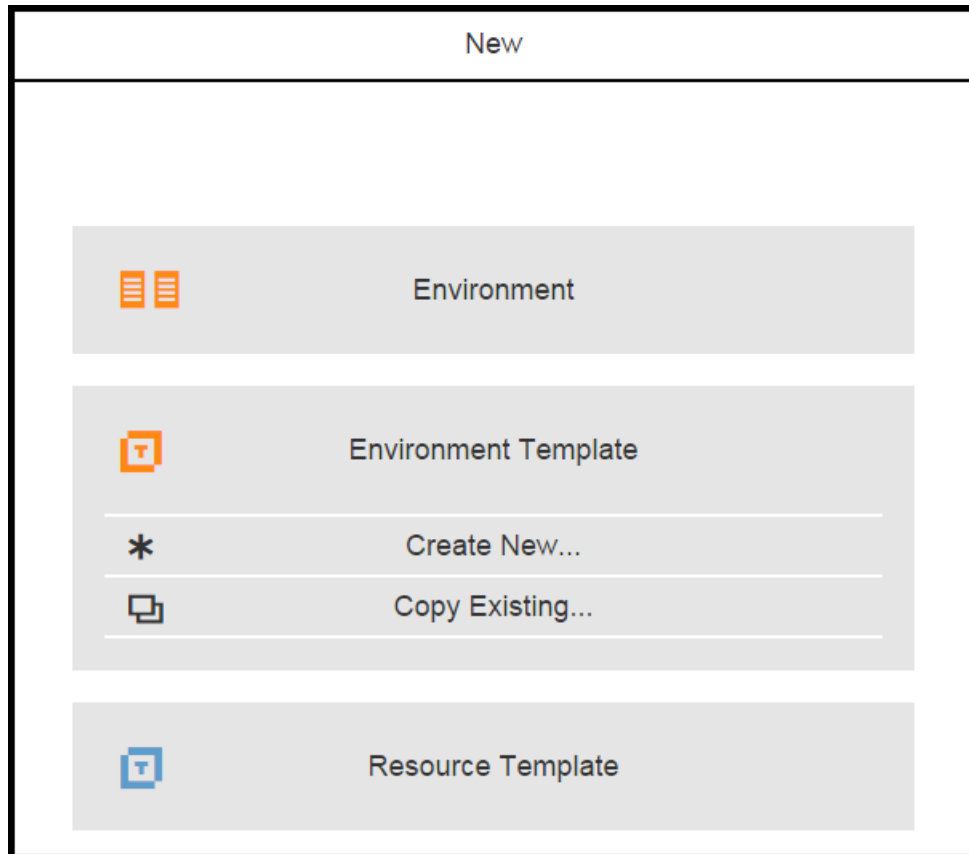 New
Environment
Environment Template
Create New...
Copy Existing...
Resource Template